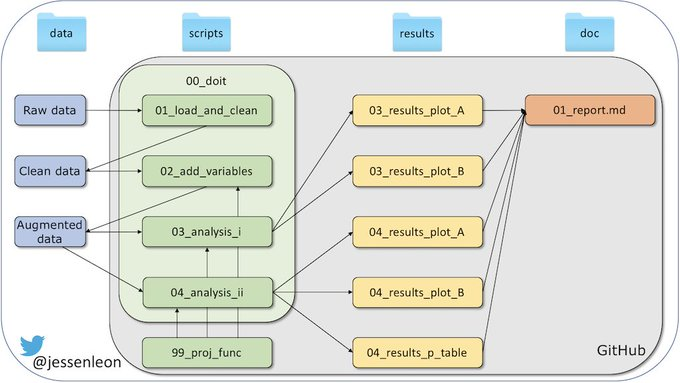 data
scripts
results
doc
00_doit
Raw data
01_load_and_clean
03_results_plot_A
01_report.md
Clean data
02_add_variables
03_results_plot_B
Augmented
data
03_analysis_i
04_results_plot_A
04_analysis_ii
04_results_plot_B
99_proj_func
04_results_p_table
GitHub
@jessenleon